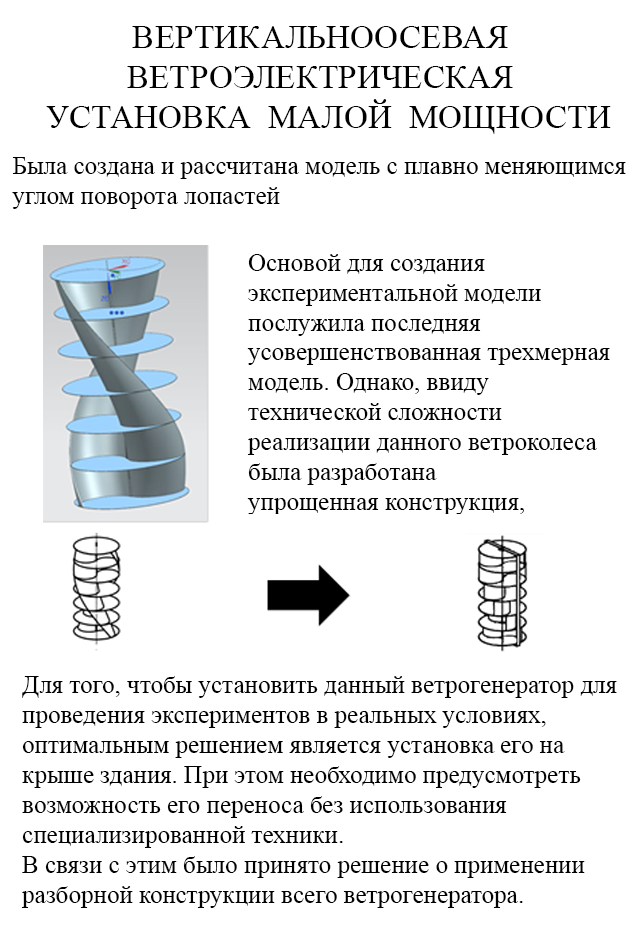 ВЕРТИКАЛЬНООСЕВАЯ
ВЕТРОЭЛЕКТРИЧЕСКАЯ
УСТАНОВКА МАЛОЙ МОЩНОСТИ
Была создана и рассчитана модель с плавно меняющимся
углом поворота лопастей
Основой для создания
экспериментальной модели
послужила последняя
усовершенствованная трехмерная
модель. Однако, ввиду
технической сложности
реализации данного ветроколеса
была разработана
упрощенная конструкция,
Для того, чтобы установить данный ветрогенератор для
проведения экспериментов в реальных условиях,
оптимальным решением является установка его на
крыше здания. При этом необходимо предусмотреть
возможность его переноса без использования
специализированной техники.
В связи с этим было принято решение о применении
разборной конструкции всего ветрогенератора.